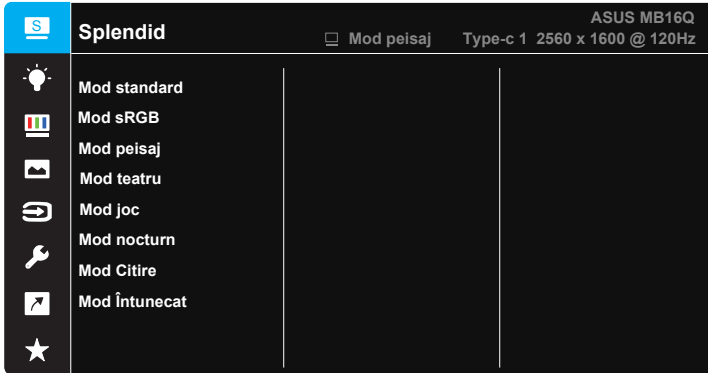 S
Splendid
ASUS MB16Q
Mod peisaj Type-c 1 2560 x 1600 @ 120Hz
Mod standard
Mod sRGB
Mod peisaj
Mod teatru
Mod joc
Mod nocturn
Mod Citire
Mod Întunecat